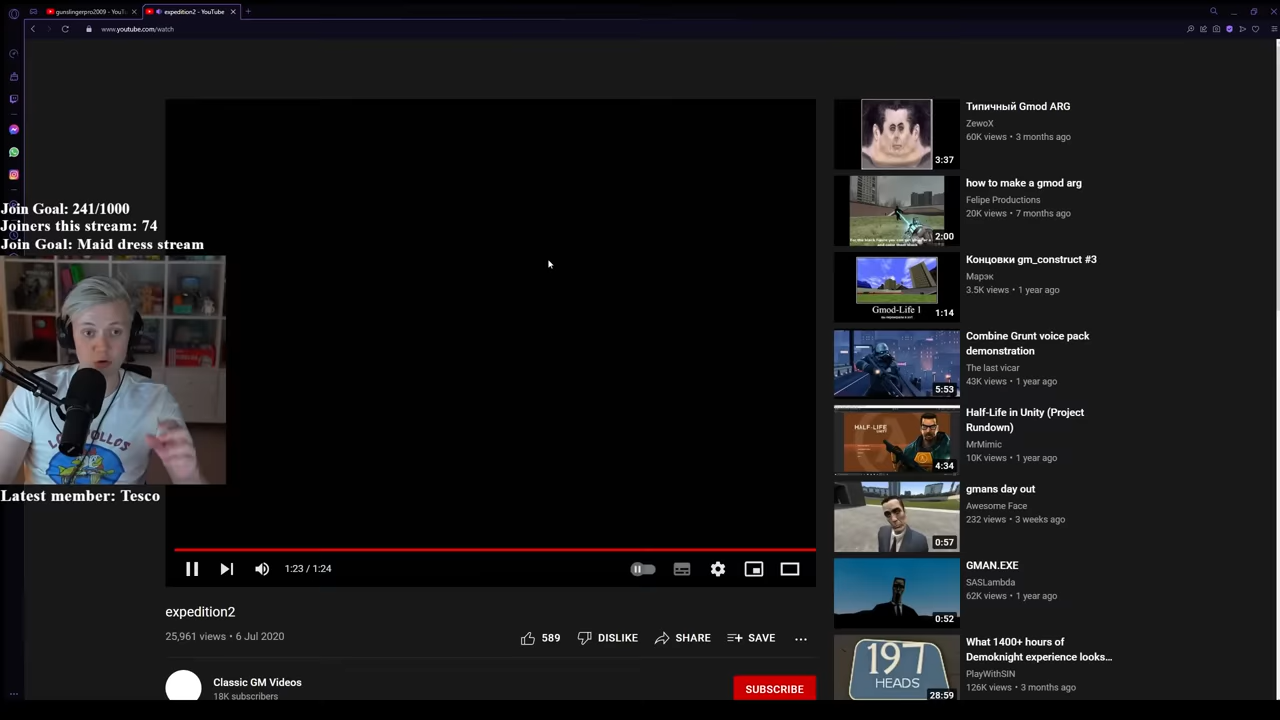 gunslingerpro2009 - You
expedition2 - YouTube
www.youtube.com/watch
Join Goal: 241/1000
Joiners this stream: 74
Join Goal: Maid dress stream
Latest member: Tesco
1:23 / 1:24
expedition2
25,961 views • 6 Jul 2020
589
DISLIKE
SHARE
SAVE
Classic GM Videos
18K subscribers
SUBSCRIBE
3:37
Типичный Gmod ARG
ZewoX
60K views • 3 months ago
2:00
how to make a gmod arg
Felipe Productions
20K views • 7 months ago
Gmod-Life 1
1:14
Концовки gm_construct #3
Марэк
3.5K views • 1 year ago
5:53
Combine Grunt voice pack
demonstration
The last vicar
43K views • 1 year ago
HALF-LIFE
4:34
Half-Life in Unity (Project
Rundown)
MrMimic
10K views • 1 year ago
0:57
gmans day out
Awesome Face
232 views • 3 weeks ago
0:52
GMAN.EXE
SASLambda
62K views • 1 year ago
197
HEADS
28:59
What 1400+ hours of
Demoknight experience looks...
PlayWithSIN
126K views • 3 months ago